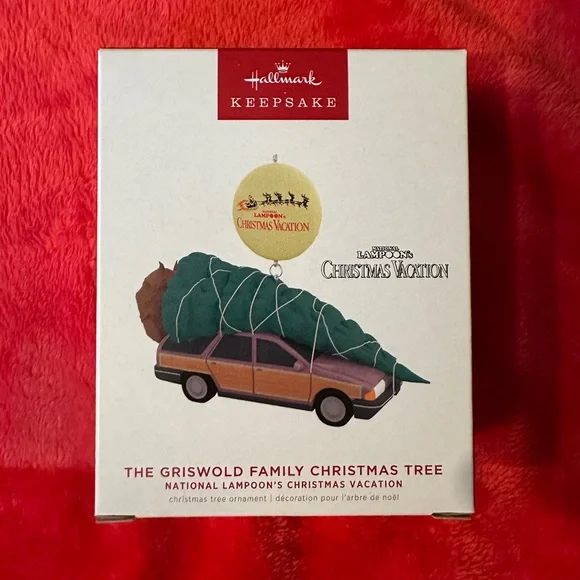 Hallmark
KEEPSAKE
NATIONAL
LAMPOON's
CHRISTMAS VACATION
NATIONAL
LAMPOON's
CHRISTMAS VACATION
THE GRISWOLD FAMILY CHRISTMAS TREE
NATIONAL LAMPOON'S CHRISTMAS VACATION
christmas tree ornament | décoration pour l'arbre de noël